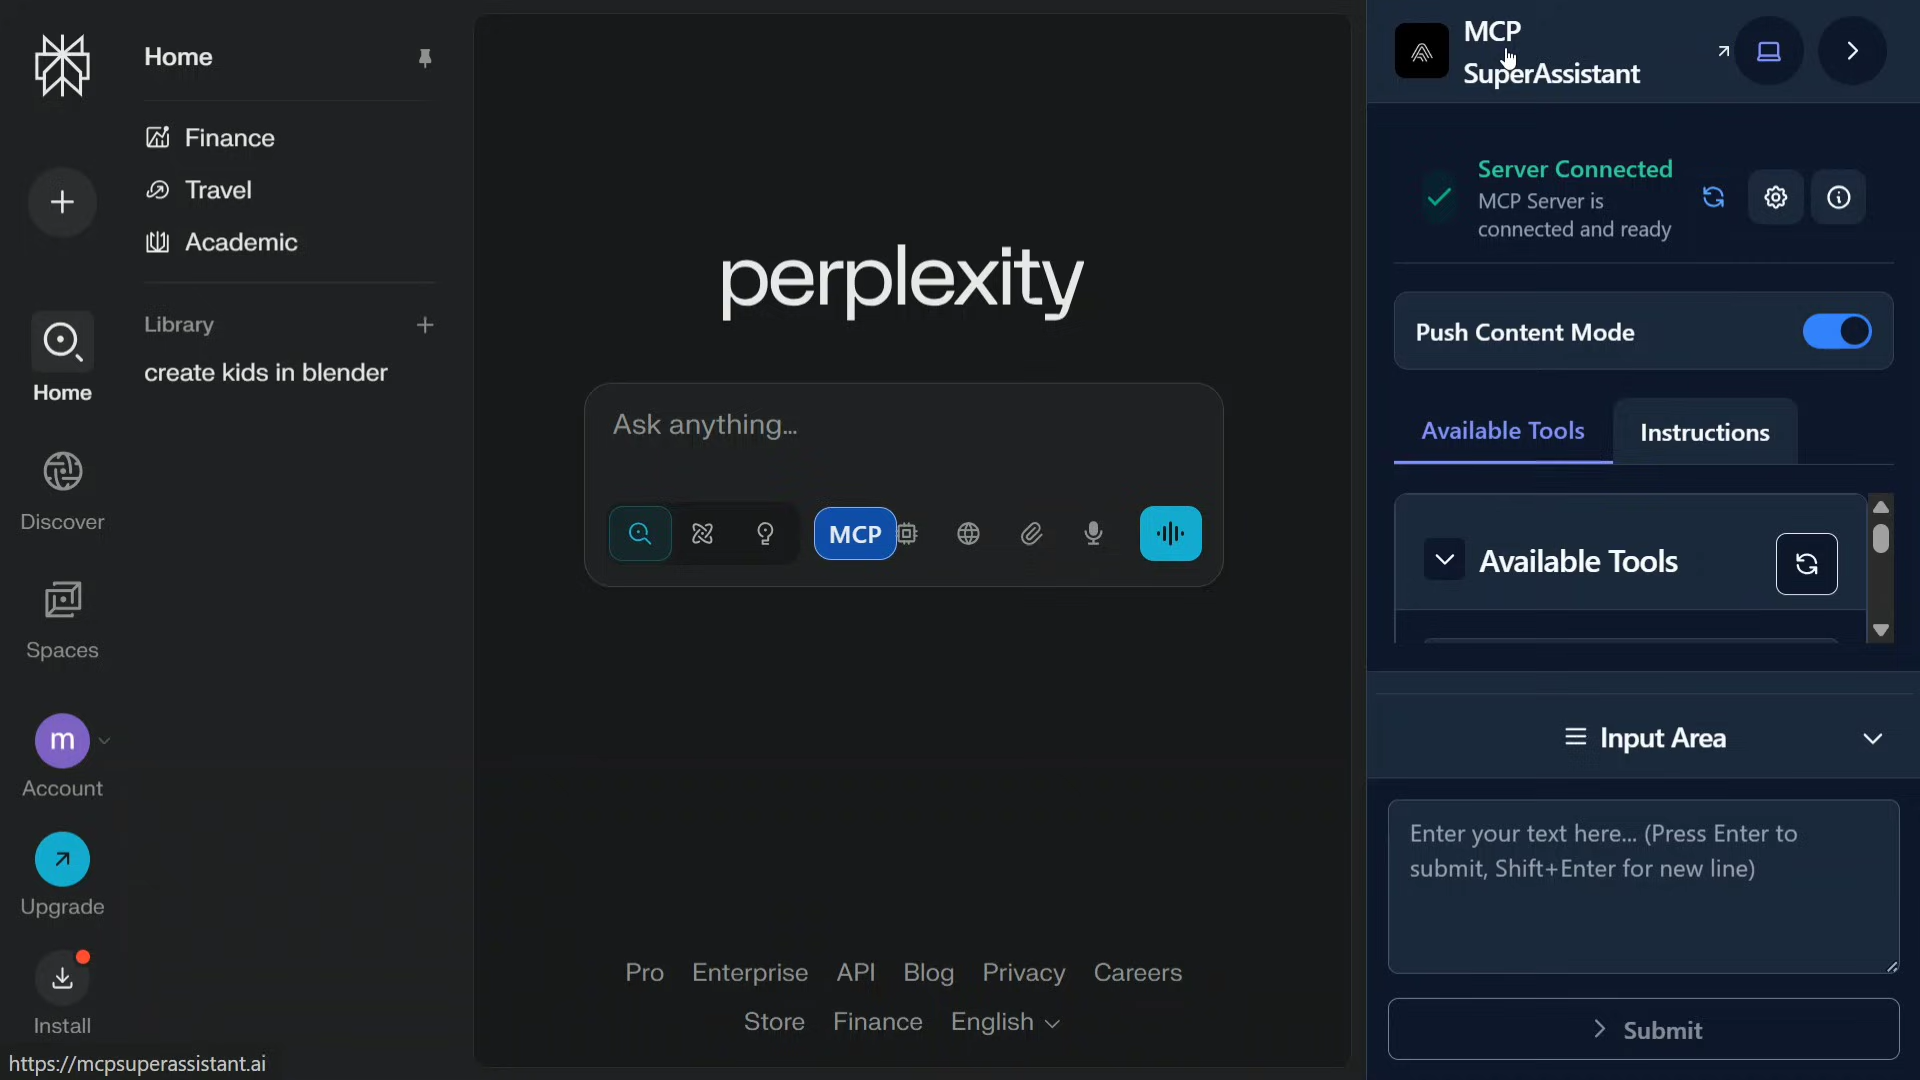 Home
Finance
Travel
Academic
Library
create kids in blender
Home
Discover
Spaces
m
Account
Upgrade
Install
https://mcpsuperassistant.ai
perplexity
Ask anything...
MCP
Pro Enterprise API Blog Privacy Careers
Store Finance English
MCP
SuperAssistant
Server Connected
MCP Server is
connected and ready
Push Content Mode
Available Tools
Instructions
Available Tools
Input Area
Enter your text here... (Press Enter to
submit, Shift+Enter for new line)
Submit